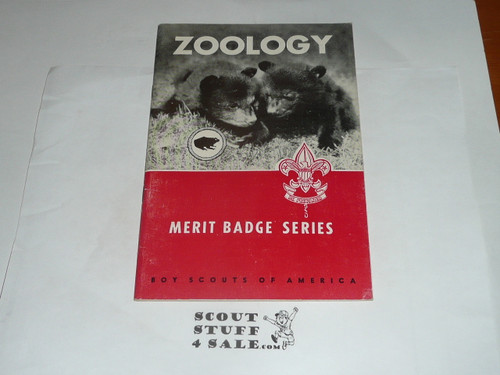 ZOOLOGY
MERIT BADGE SERIES
BOY SCOUTS OF AMERICA
SCOUT
STUFF
4 SALE.com